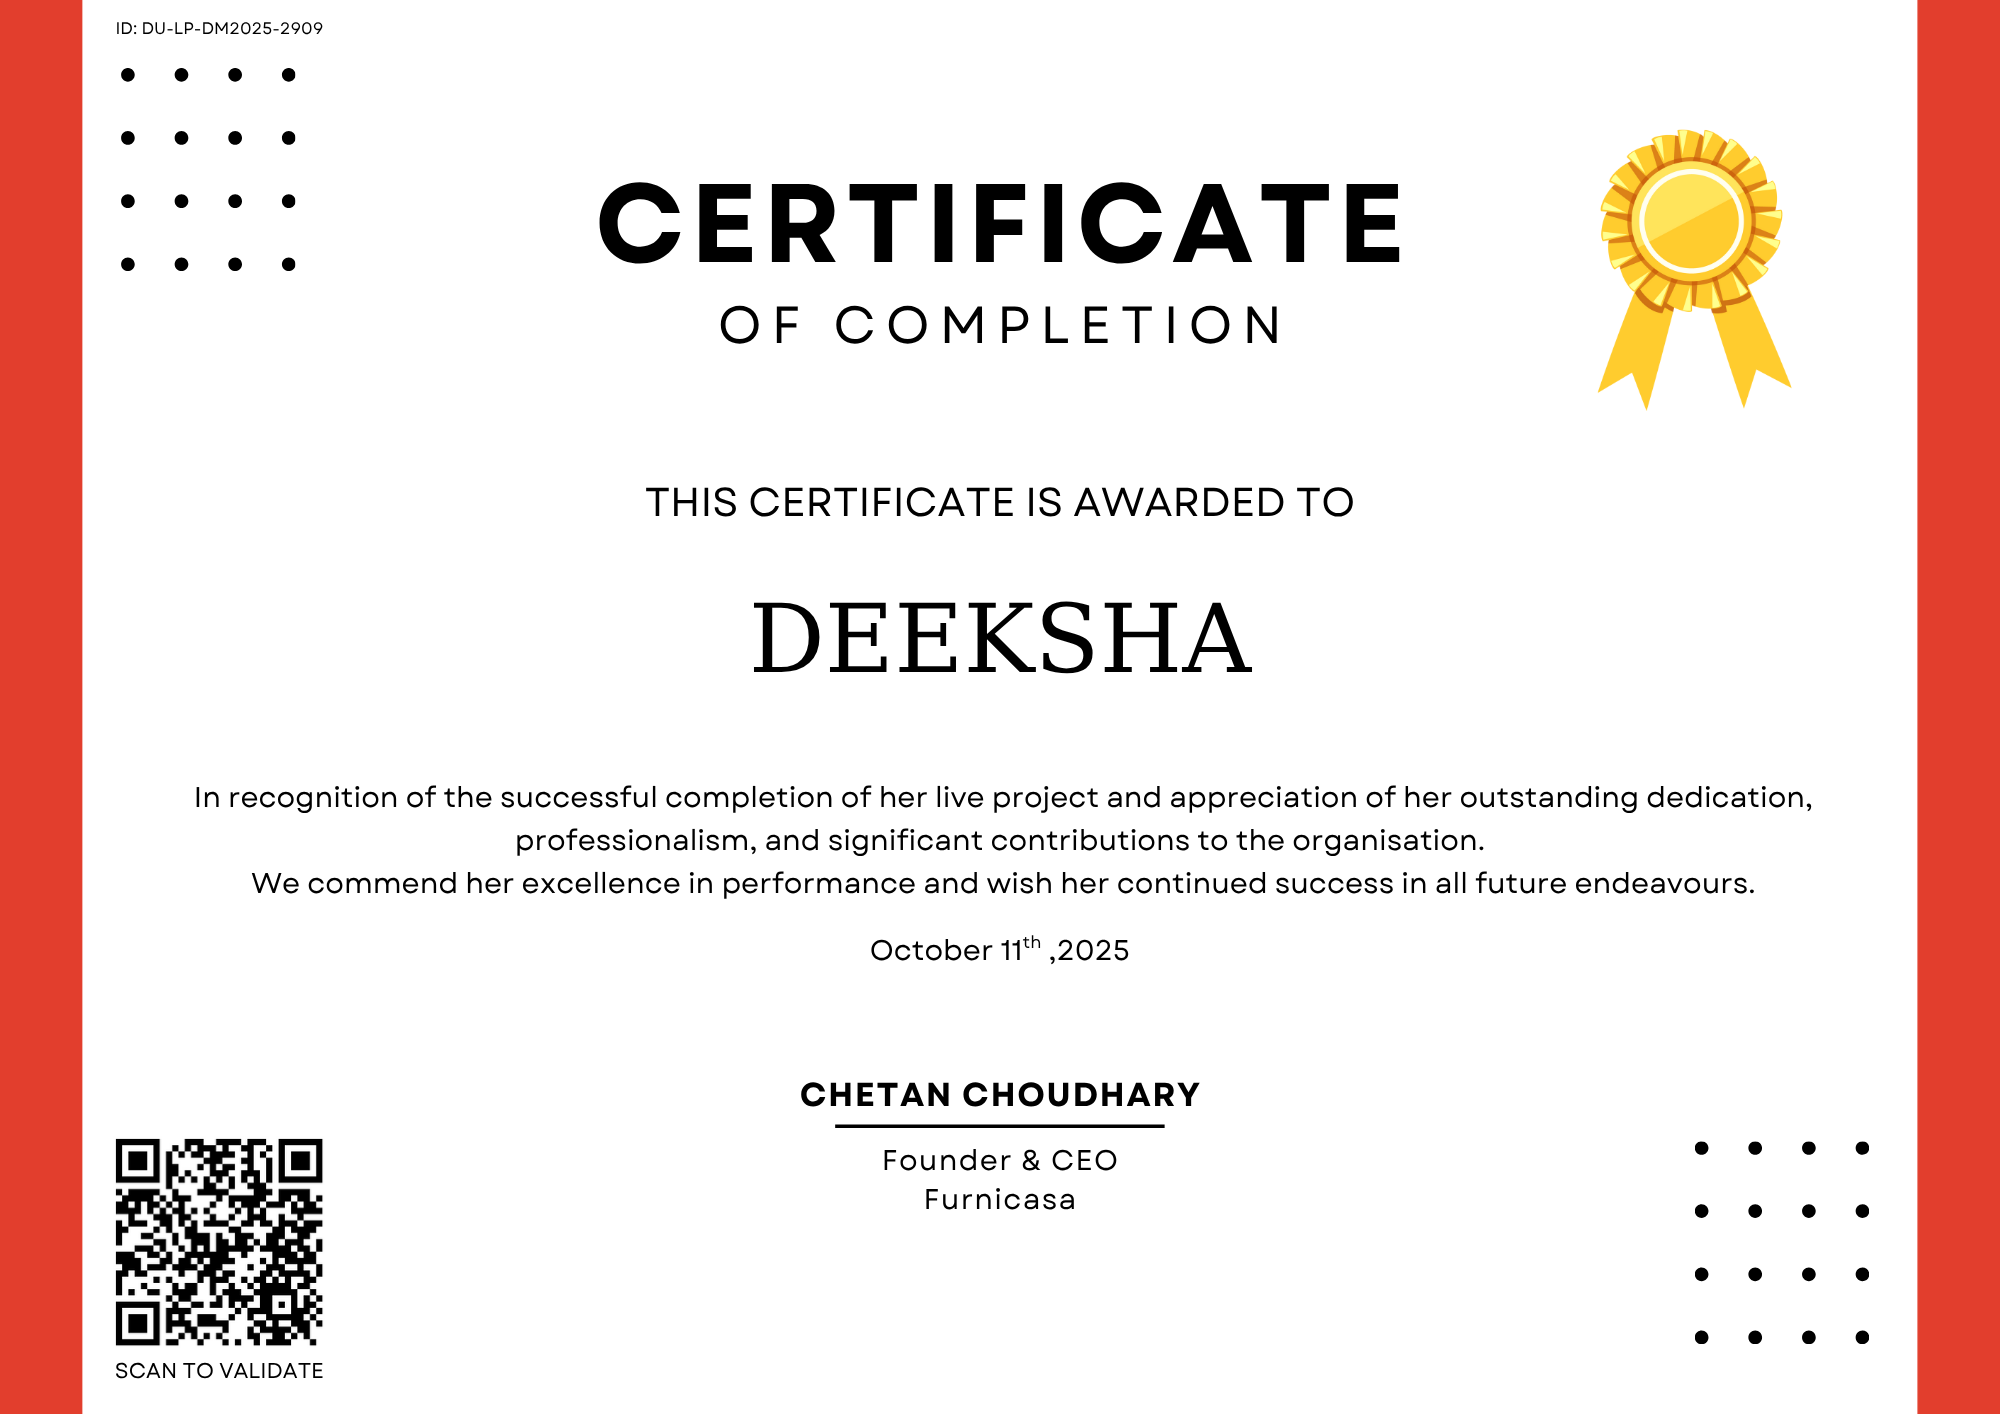 ID: DU-LP-DM2025-2909
CERTIFICATE
OF COMPLETION
THIS CERTIFICATE IS AWARDED TO
DEEKSHA
In recognition of the successful completion of her live project and appreciation of her outstanding dedication,
professionalism, and significant contributions to the organisation.
We commend her excellence in performance and wish her continued success in all future endeavours.
October 11th ,2025
CHETAN CHOUDHARY
Founder & CEO
Furnicasa
SCAN TO VALIDATE